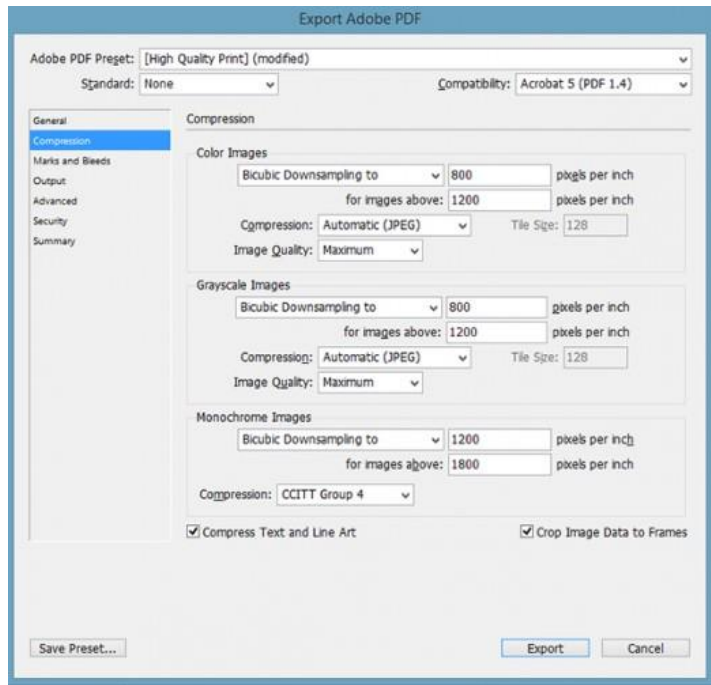 Export Adobe PDF
Adobe PDF Preset: [High Quality Print] (modified)
Standard: None Compatibility: Acrobat 5 (PDF 1.4)
General
Compression
Marks and Bleeds
Output
Advanced
Security
Summary
Compression
Color Images
Bicubic Downsampling to 800 pixels per inch
for images above: 1200 pixels per inch
Compression: Automatic (JPEG) Tile Size: 128
Image Quality: Maximum
Grayscale Images
Bicubic Downsampling to 800 pixels per inch
for images above: 1200 pixels per inch
Compression: Automatic (JPEG) Tile Size: 128
Image Quality: Maximum
Monochrome Images
Bicubic Downsampling to 1200 pixels per inch
for images above: 1800 pixels per inch
Compression: CCITT Group 4
Compress Text and Line Art Crop Image Data to Frames
Save Preset... Export Cancel